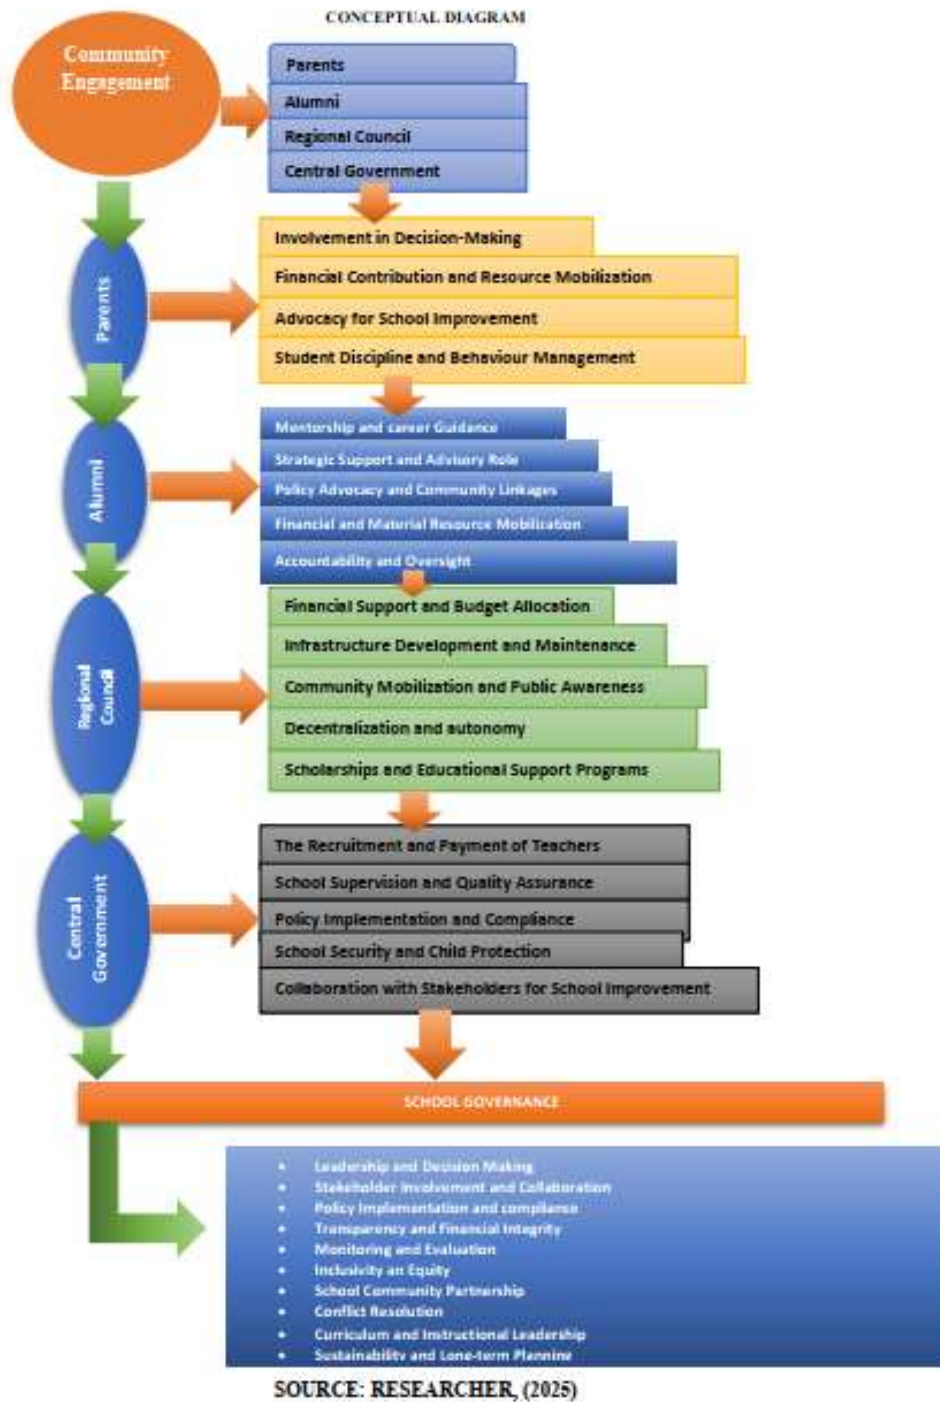 CONCEPTUAL DIAGRAM
Community
Engagement
Parents
Alumni
Regional Council
Central Government
Parents
Involvement in Decision-Making
Financial Contribution and Resource Mobilization
Advocacy for School Improvement
Student Discipline and Behaviour Management
Alumni
Mentorship and career Guidance
Strategic Support and Advisory Role
Policy Advocacy and Community Linkages
Financial and Material Resource Mobilization
Accountability and Oversight
Regional
Council
Financial Support and Budget Allocation
Infrastructure Development and Maintenance
Community Mobilization and Public Awareness
Decentralization and autonomy
Scholarships and Educational Support Programs
Central
Government
The Recruitment and Payment of Teachers
School Supervision and Quality Assurance
Policy Implementation and Compliance
School Security and Child Protection
Collaboration with Stakeholders for School Improvement
SCHOOL GOVERNANCE
• Leadership and Decision Making
• Stakeholder Involvement and Collaboration
• Policy Implementation and compliance
• Transparency and Financial Integrity
• Monitoring and Evaluation
• Inclusivity an Equity
• School Community Partnership
• Conflict Resolution
• Curriculum and Instructional Leadership
• Sustainability and Long-term Planning
SOURCE: RESEARCHER, (2025)